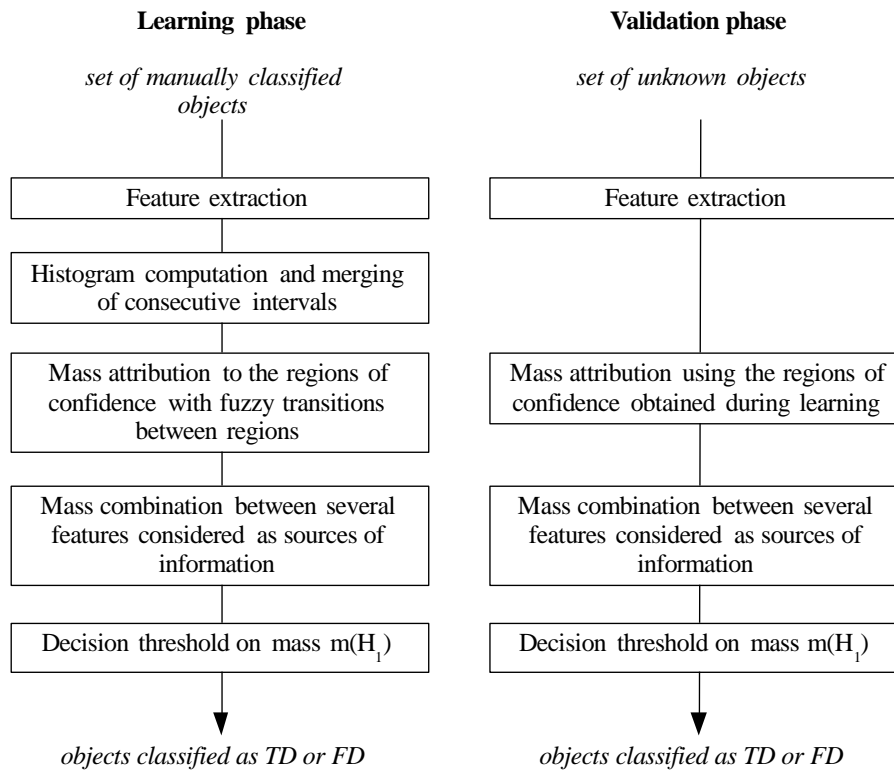 Learning phase
set of manually classified
objects
Feature extraction
Histogram computation and merging
of consecutive intervals
Mass attribution to the regions of
confidence with fuzzy transitions
between regions
Mass combination between several
features considered as sources of
information
Decision threshold on mass m(H₁)
objects classified as TD or FD
Validation phase
set of unknown objects
Feature extraction
Mass attribution using the regions of
confidence obtained during learning
Mass combination between several
features considered as sources of
information
Decision threshold on mass m(H₁)
objects classified as TD or FD